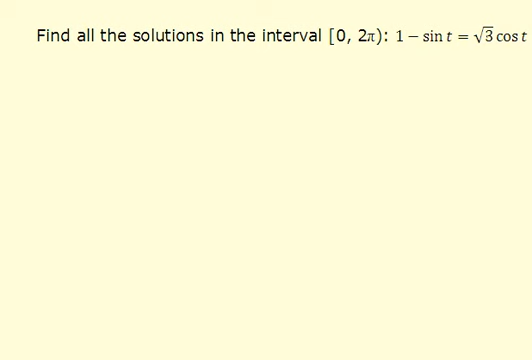 Find all the solutions in the interval [0, 2π): 1 − sin t = √3 cos t